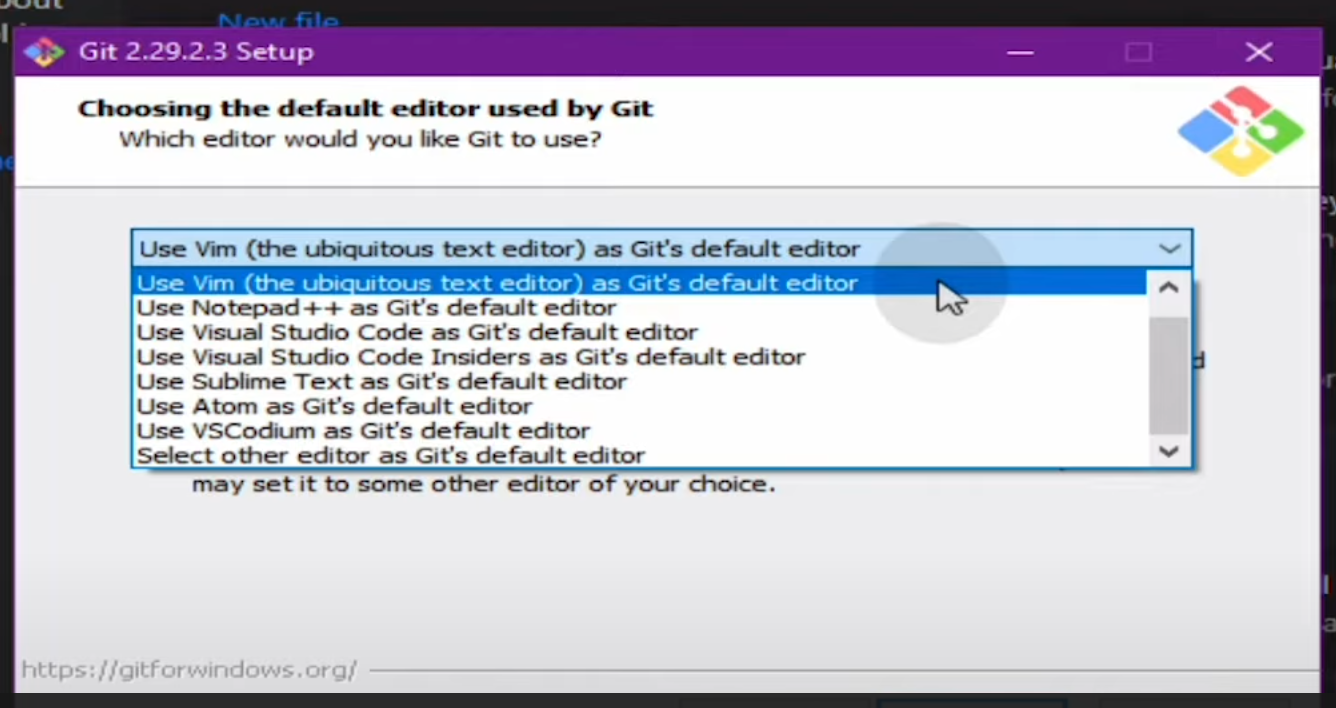 New file
Git 2.29.2.3 Setup
Choosing the default editor used by Git
Which editor would you like Git to use?
Use Vim (the ubiquitous text editor) as Git's default editor
Use Vim (the ubiquitous text editor) as Git's default editor
Use Notepad++ as Git's default editor
Use Visual Studio Code as Git's default editor
Use Visual Studio Code Insiders as Git's default editor
Use Sublime Text as Git's default editor
Use Atom as Git's default editor
Use VSCodium as Git's default editor
Select other editor as Git's default editor
may set it to some other editor of your choice.
https://gitforwindows.org/